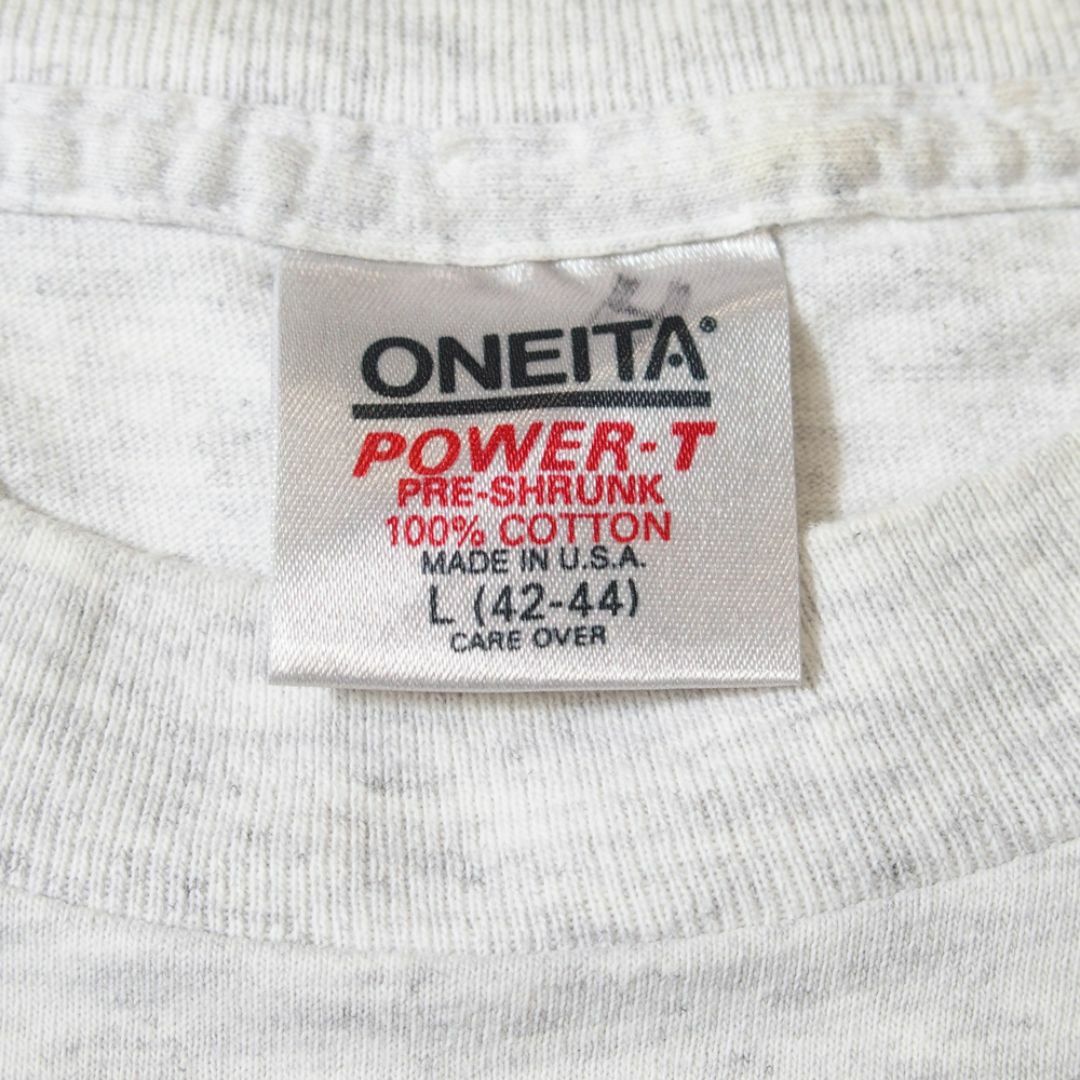 ONEITA®
POWER-T
PRE-SHRUNK
100% COTTON
MADE IN U.S.A.
L (42-44)
CARE OVER